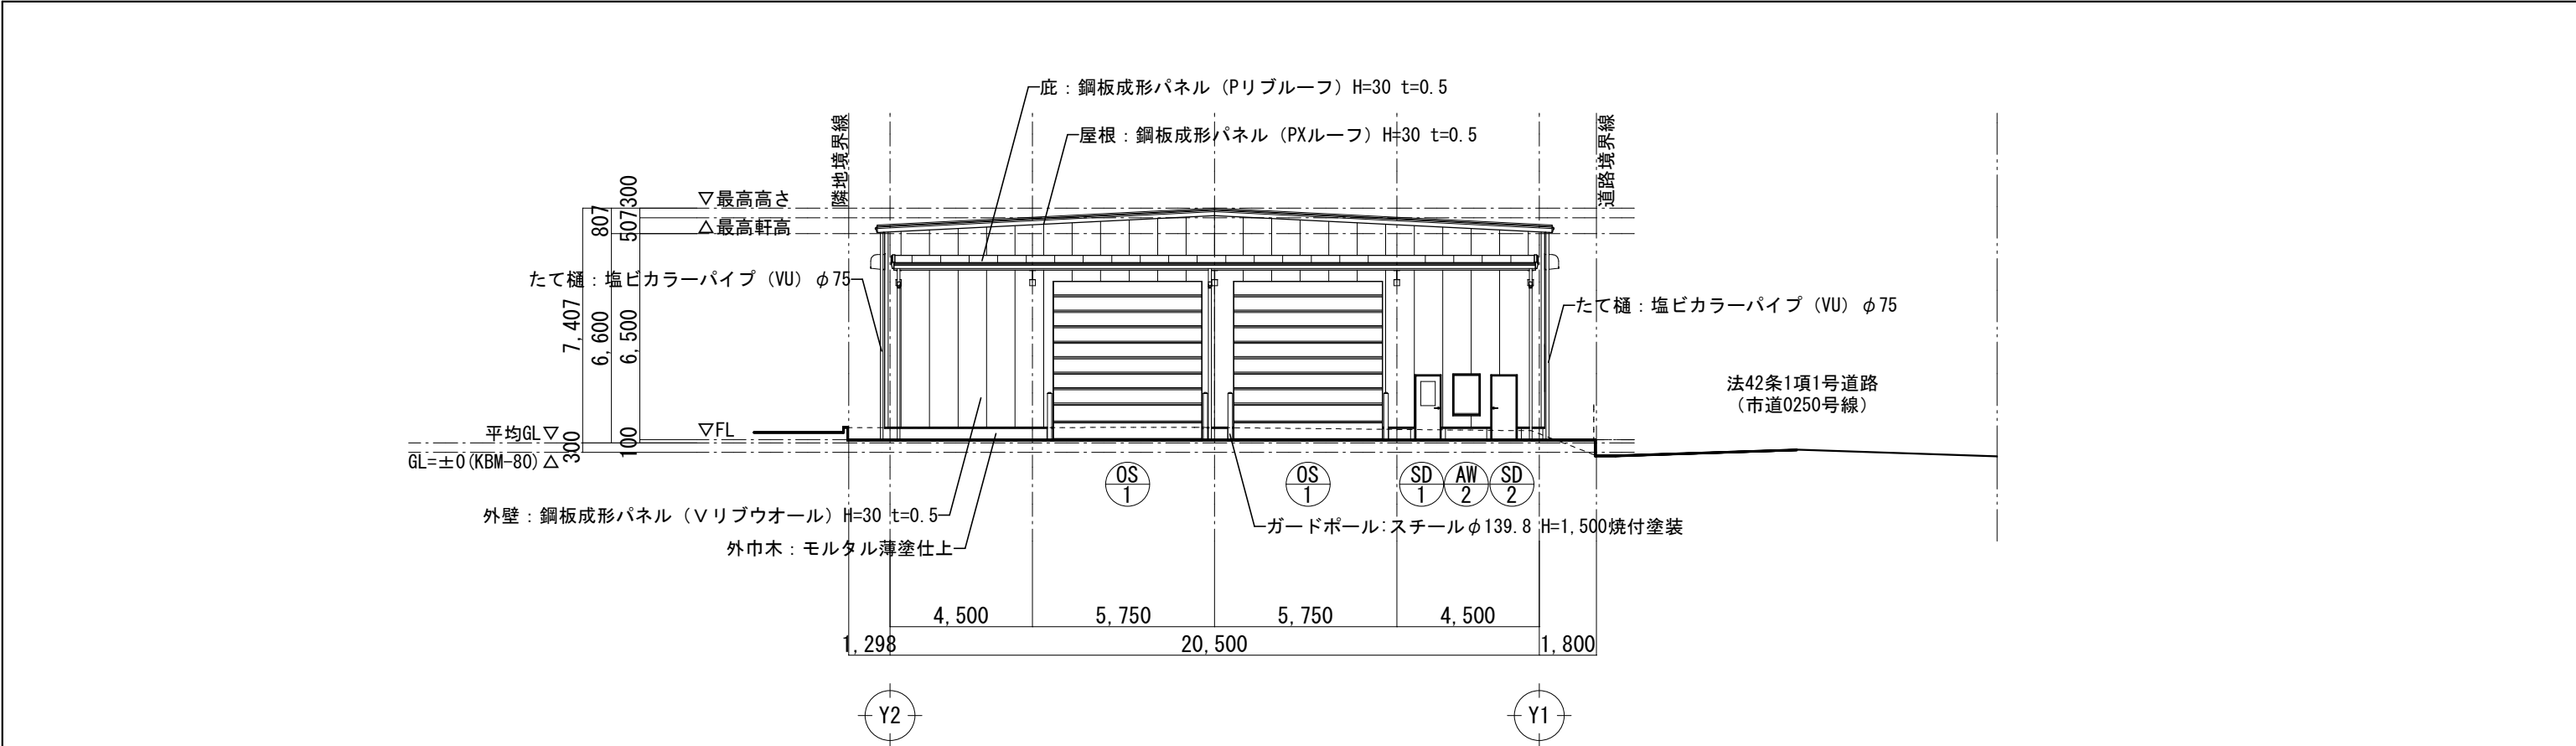 庇：鋼板成形パネル（Pリブルーフ）H=30 t=0.5
屋根：鋼板成形パネル（PXルーフ）H=30 t=0.5
隣地境界線
道路境界線
▽最高高さ
△最高軒高
300
507
807
7,407
6,600
6,500
たて樋：塩ビカラーパイプ（VU）φ75
たて樋：塩ビカラーパイプ（VU）φ75
法42条1項1号道路
（市道0250号線）
平均GL▽
▽FL
300
100
GL=±0(KBM-80)△
OS
1
OS
1
SD
1
AW
2
SD
2
外壁：鋼板成形パネル（Vリブウオール）H=30 t=0.5
ガードポール:スチールφ139.8 H=1,500焼付塗装
外巾木：モルタル薄塗仕上
4,500
5,750
5,750
4,500
1,298
20,500
1,800
Y2
Y1